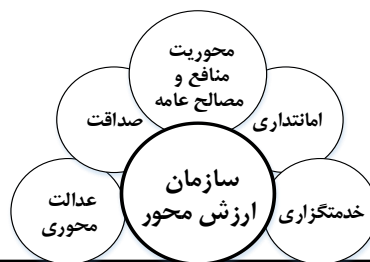 محوریت
منافع و
مصالح عامه
امانتداری
صداقت
سازمان
ارزش محور
خدمتگزاری
عدالت
محوری